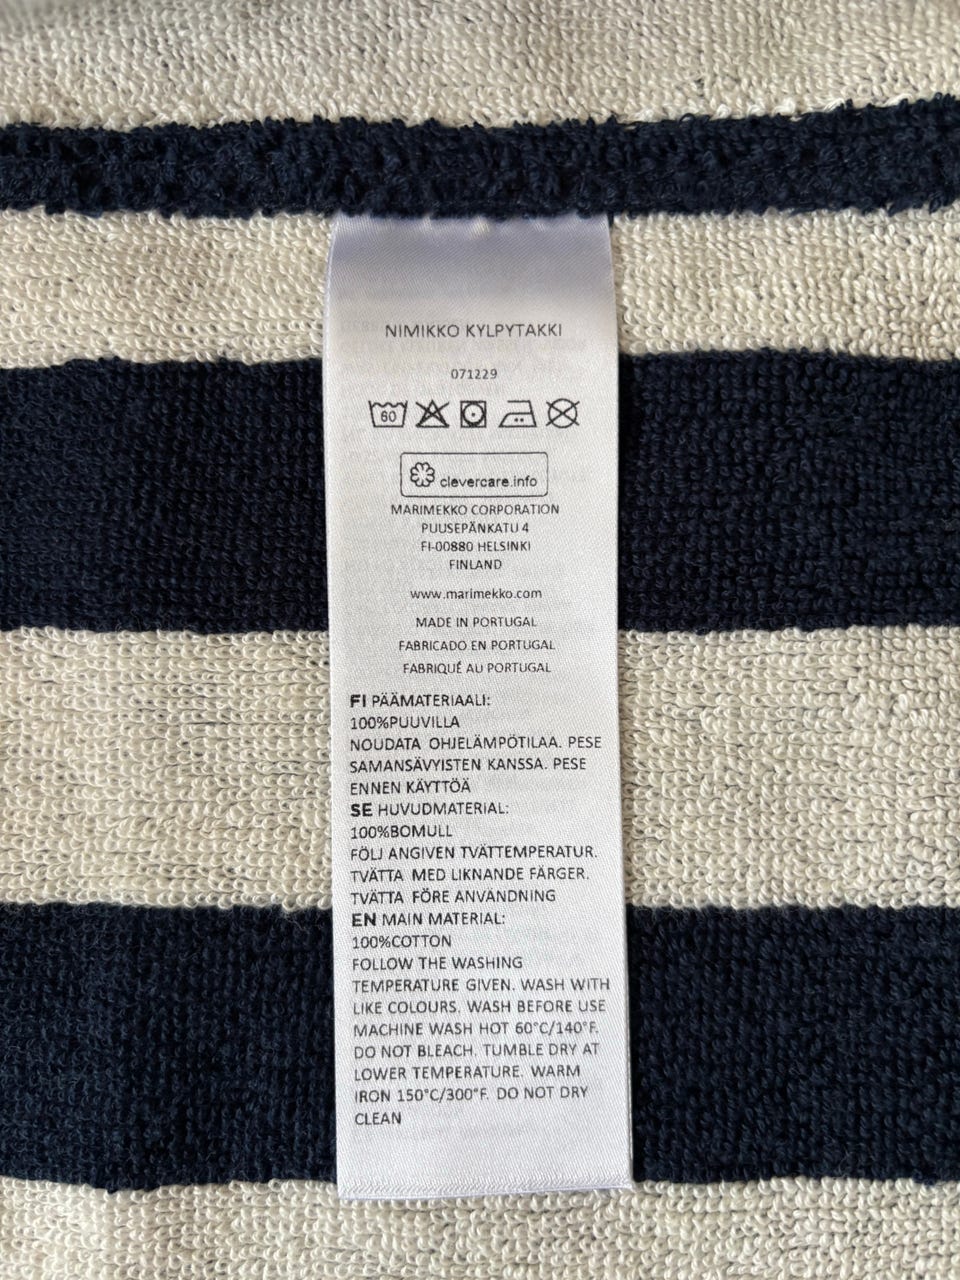 NIMIKKO KYLPYTAKKI
071229
60
clevercare.info
MARIMEKKO CORPORATION
PUUSEPÄNKATU 4
FI-00880 HELSINKI
FINLAND
www.marimekko.com
MADE IN PORTUGAL
FABRICADO EN PORTUGAL
FABRIQUÉ AU PORTUGAL
FI PÄÄMATERIAALI:
100%PUUVILLA
NOUDATA OHJELÄMPÖTILAA. PESE
SAMANSÄVYISTEN KANSSA. PESE
ENNEN KÄYTTÖÄ
SE HUVUDMATERIAL:
100%BOMULL
FÖLJ ANGIVEN TVÄTTEMPERATUR.
TVÄTTA MED LIKNANDE FÄRGER.
TVÄTTA FÖRE ANVÄNDNING
EN MAIN MATERIAL:
100%COTTON
FOLLOW THE WASHING
TEMPERATURE GIVEN. WASH WITH
LIKE COLOURS. WASH BEFORE USE
MACHINE WASH HOT 60°C/140°F.
DO NOT BLEACH. TUMBLE DRY AT
LOWER TEMPERATURE. WARM
IRON 150°C/300°F. DO NOT DRY
CLEAN